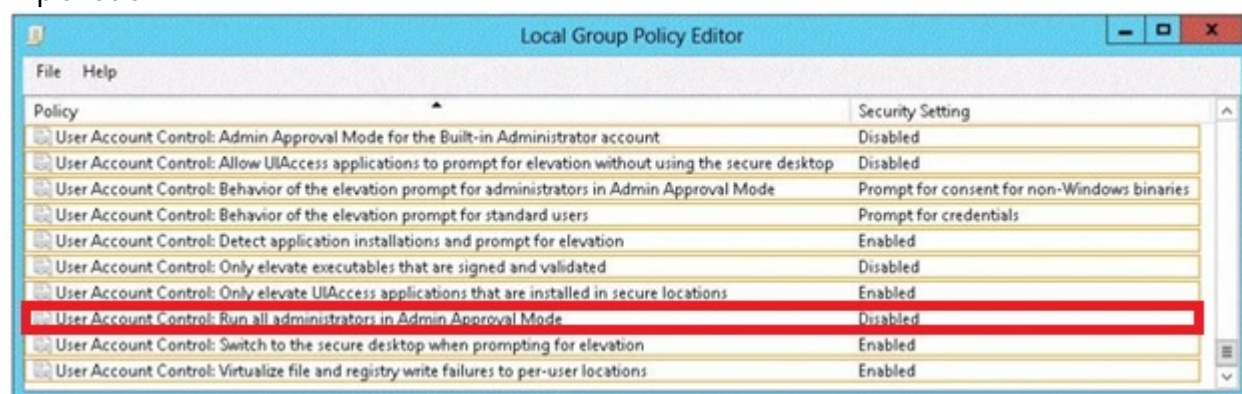 Local Group Policy Editor
File Help
Policy Security Setting
User Account Control: Admin Approval Mode for the Built-in Administrator account Disabled
User Account Control: Allow UIAccess applications to prompt for elevation without using the secure desktop Disabled
User Account Control: Behavior of the elevation prompt for administrators in Admin Approval Mode Prompt for consent for non-Windows binaries
User Account Control: Behavior of the elevation prompt for standard users Prompt for credentials
User Account Control: Detect application installations and prompt for elevation Enabled
User Account Control: Only elevate executables that are signed and validated Disabled
User Account Control: Only elevate UIAccess applications that are installed in secure locations Enabled
User Account Control: Run all administrators in Admin Approval Mode Disabled
User Account Control: Switch to the secure desktop when prompting for elevation Enabled
User Account Control: Virtualize file and registry write failures to per-user locations Enabled